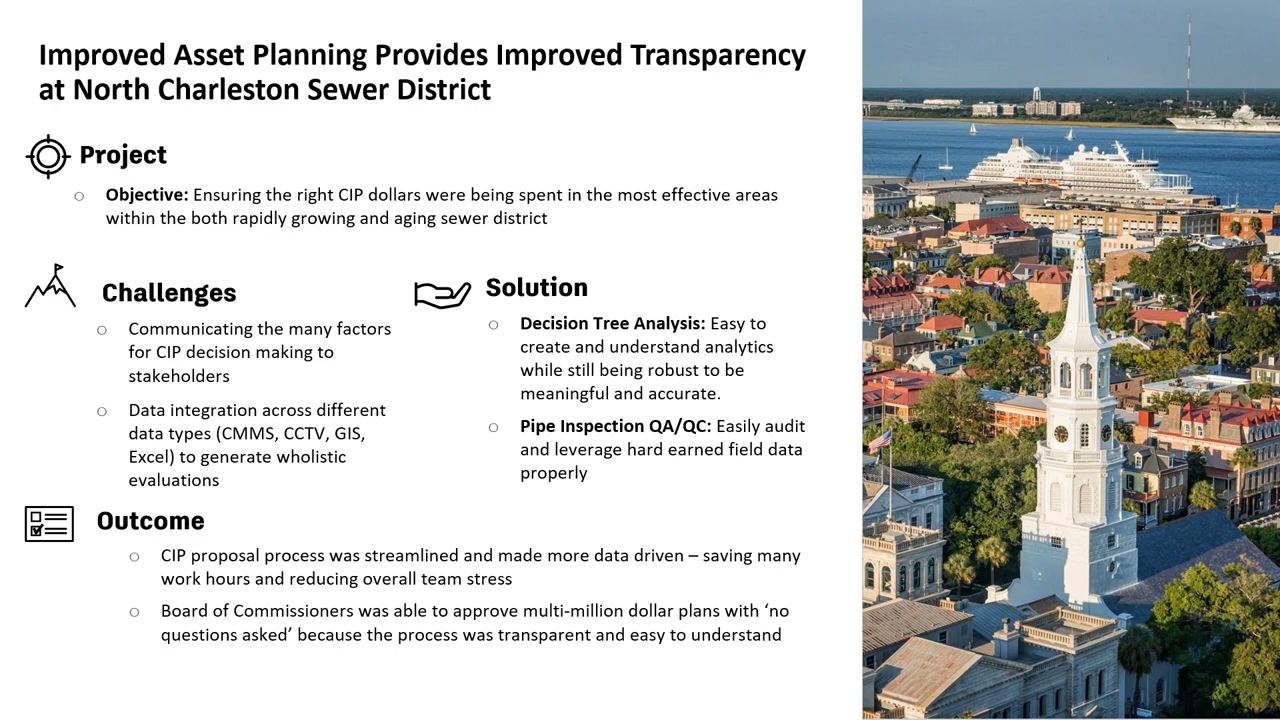 Improved Asset Planning Provides Improved Transparency
at North Charleston Sewer District
Project
Objective: Ensuring the right CIP dollars were being spent in the most effective areas
within the both rapidly growing and aging sewer district
Challenges
Communicating the many factors
for CIP decision making to
stakeholders
Data integration across different
data types (CMMS, CCTV, GIS,
Excel) to generate wholistic
evaluations
Solution
Decision Tree Analysis: Easy to
create and understand analytics
while still being robust to be
meaningful and accurate.
Pipe Inspection QA/QC: Easily audit
and leverage hard earned field data
properly
Outcome
CIP proposal process was streamlined and made more data driven – saving many
work hours and reducing overall team stress
Board of Commissioners was able to approve multi-million dollar plans with ‘no
questions asked’ because the process was transparent and easy to understand